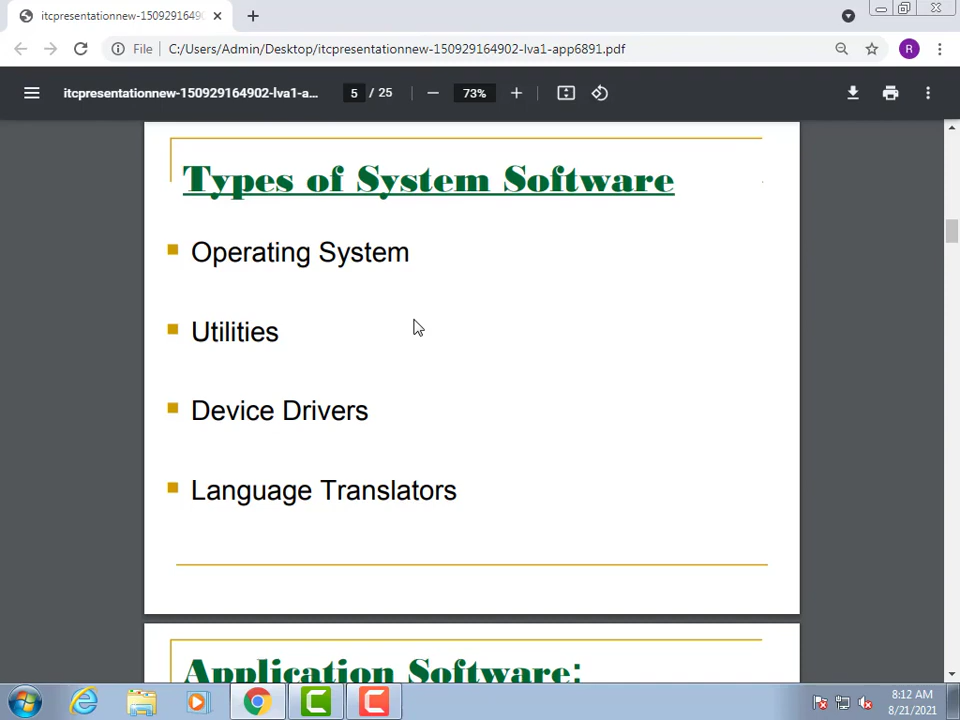 itcpresentationnew-15092916490
File
C:/Users/Admin/Desktop/itcpresentationnew-150929164902-lva1-app6891.pdf
R
itcpresentationnew-150929164902-lva1-a...
5 / 25
73%
Types of System Software
Operating System
Utilities
Device Drivers
Language Translators
Application Software:
8:12 AM
8/21/2021